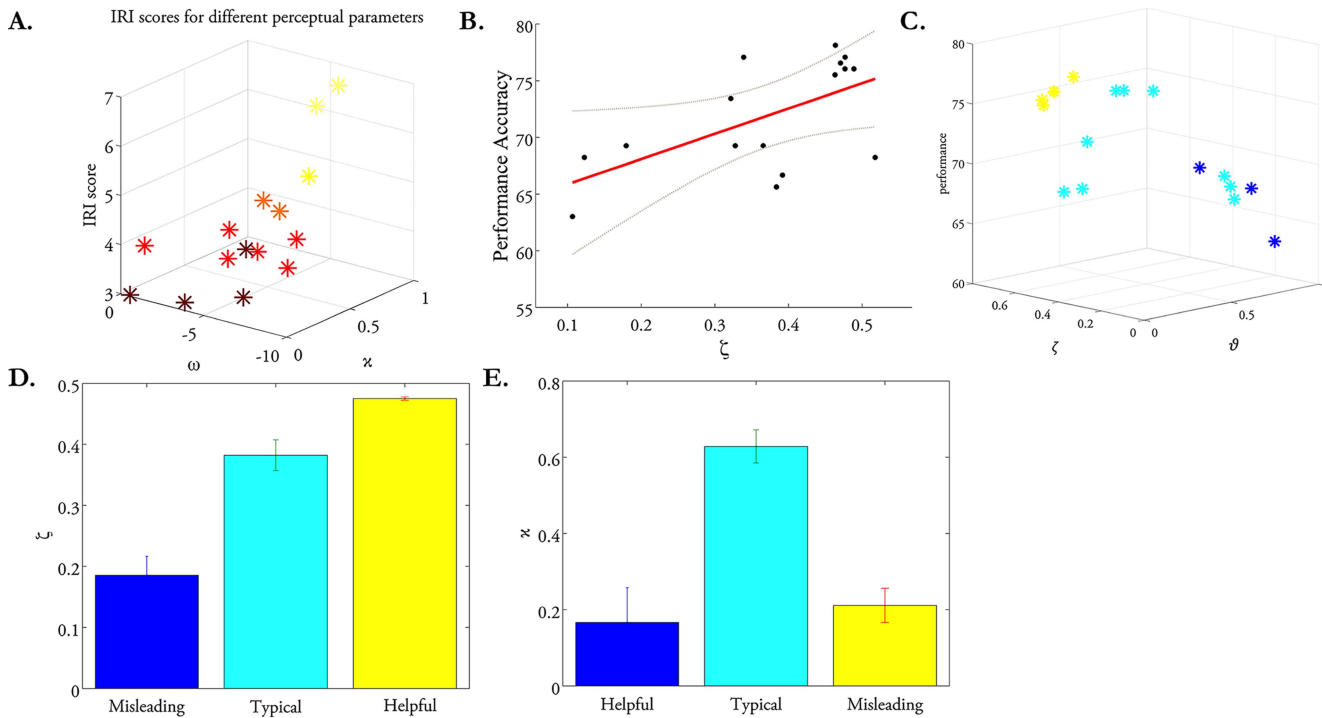 A.
IRI scores for different perceptual parameters
IRI score
7
6
5
4
3
0
-5
-10
0
0.5
1
ω
ϰ
B.
Performance Accuracy
80
75
70
65
60
55
0.1
0.2
0.3
0.4
0.5
ζ
C.
performance
80
75
70
65
60
0.6
0.4
0.2
0
0
0.5
ζ
ϑ
D.
ζ
0.5
0.4
0.3
0.2
0.1
0
Misleading
Typical
Helpful
E.
ϰ
0.8
0.6
0.4
0.2
0
Helpful
Typical
Misleading